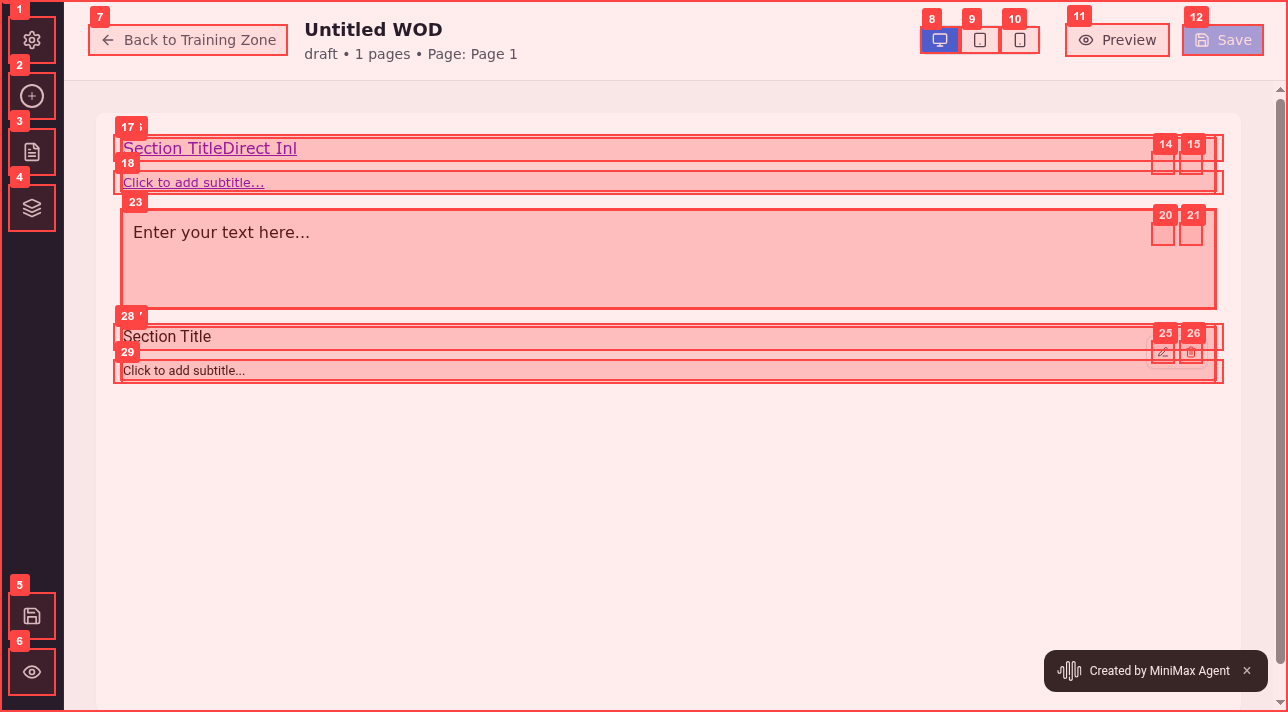 1
7
Back to Training Zone
Untitled WOD
draft • 1 pages • Page: Page 1
8
9
10
11
Preview
12
Save
2
3
4
17
Section TitleDirect Inl
14
15
18
Click to add subtitle...
23
Enter your text here...
20
21
28
Section Title
25
26
29
Click to add subtitle...
5
6
Created by MiniMax Agent ×